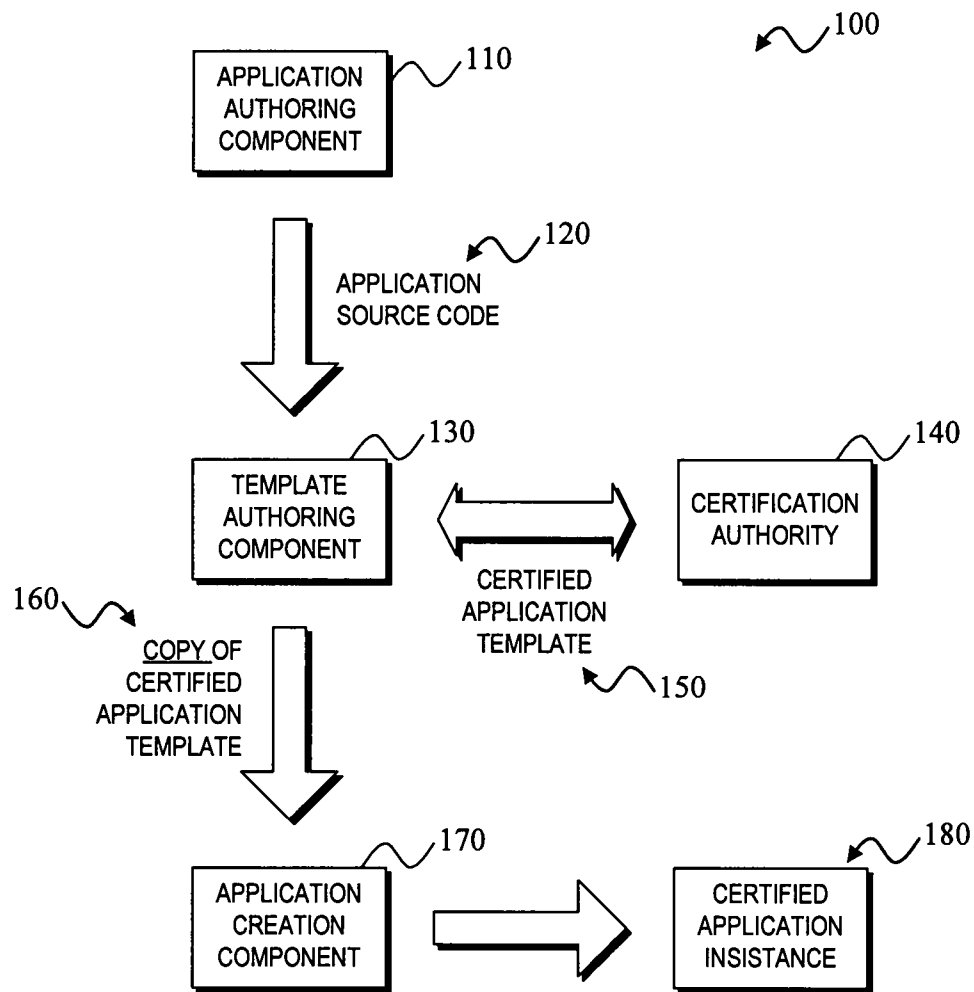 100
110
APPLICATION
AUTHORING
COMPONENT
120
APPLICATION
SOURCE CODE
130
TEMPLATE
AUTHORING
COMPONENT
140
CERTIFICATION
AUTHORITY
CERTIFIED
APPLICATION
TEMPLATE
150
160
COPY OF
CERTIFIED
APPLICATION
TEMPLATE
170
APPLICATION
CREATION
COMPONENT
180
CERTIFIED
APPLICATION
INSISTANCE